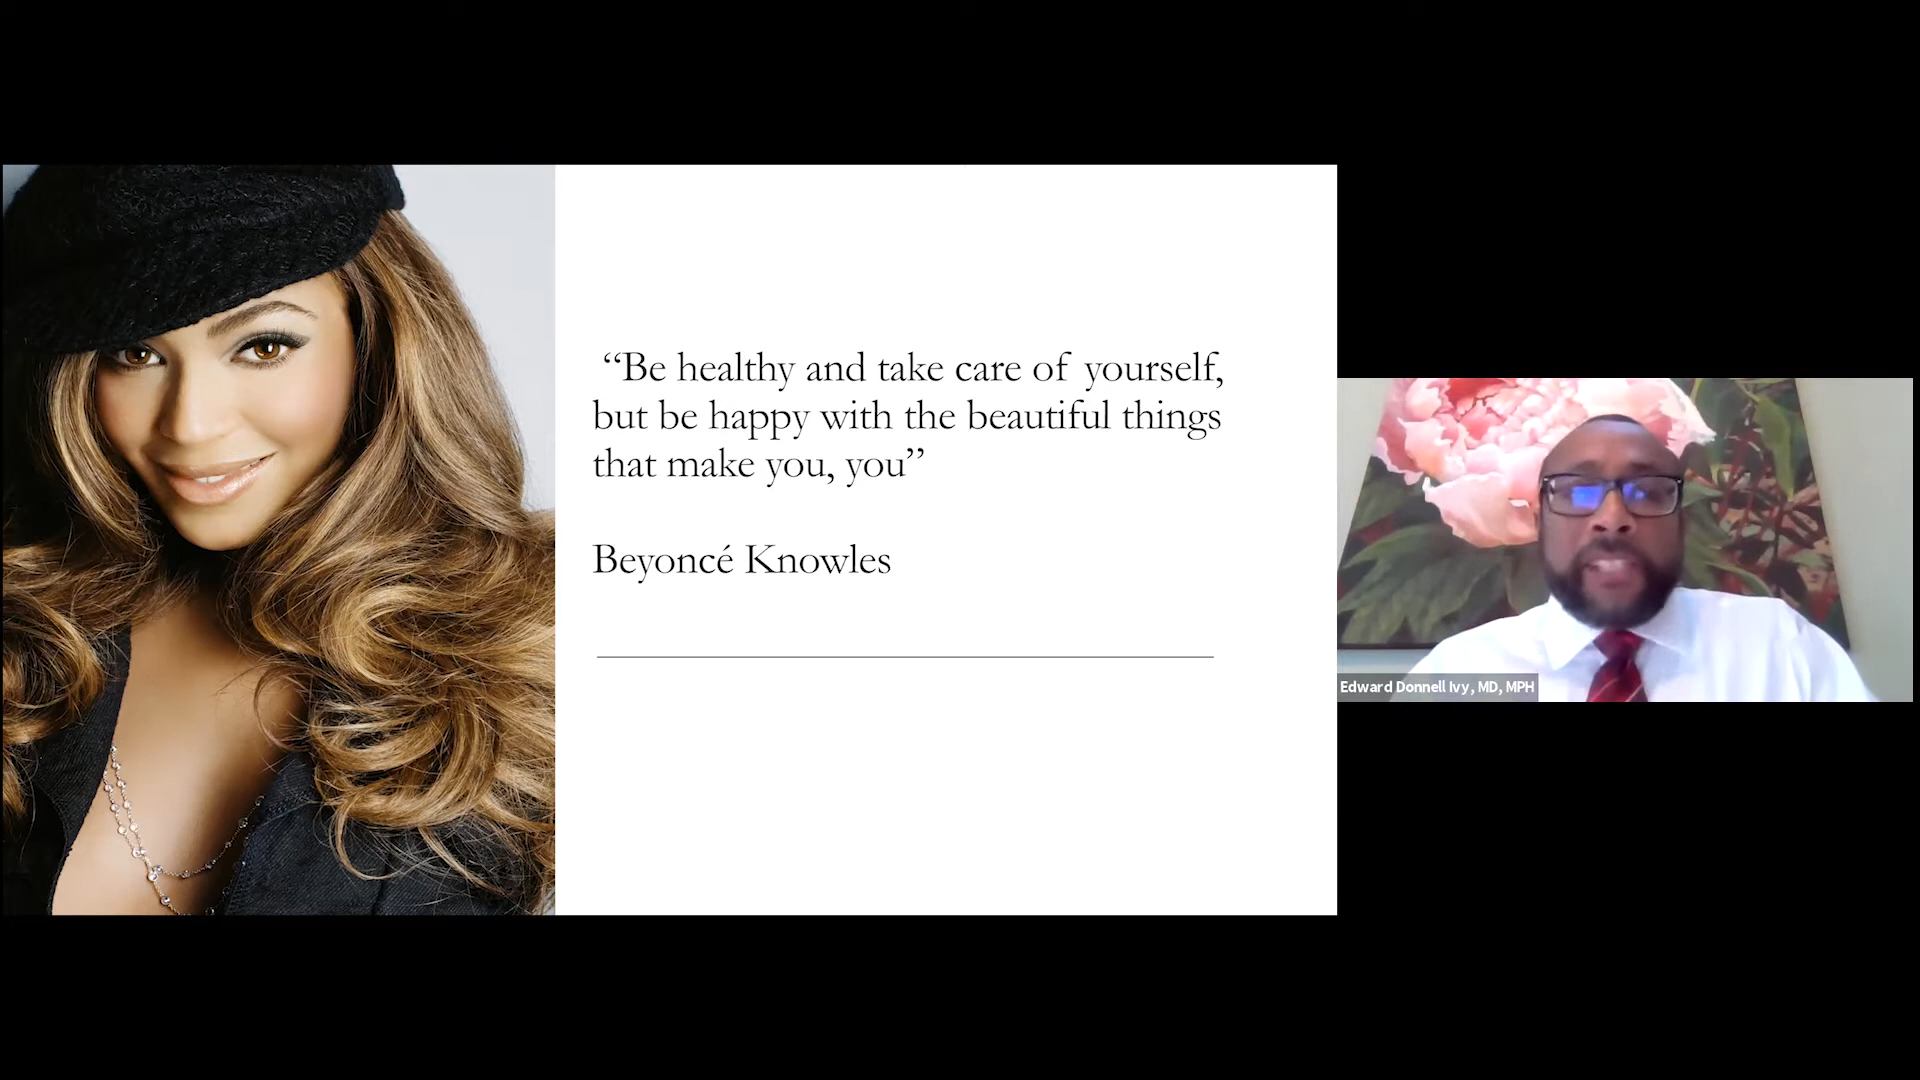 “Be healthy and take care of yourself,
but be happy with the beautiful things
that make you, you”
Beyoncé Knowles
Edward Donnell Ivy, MD, MPH